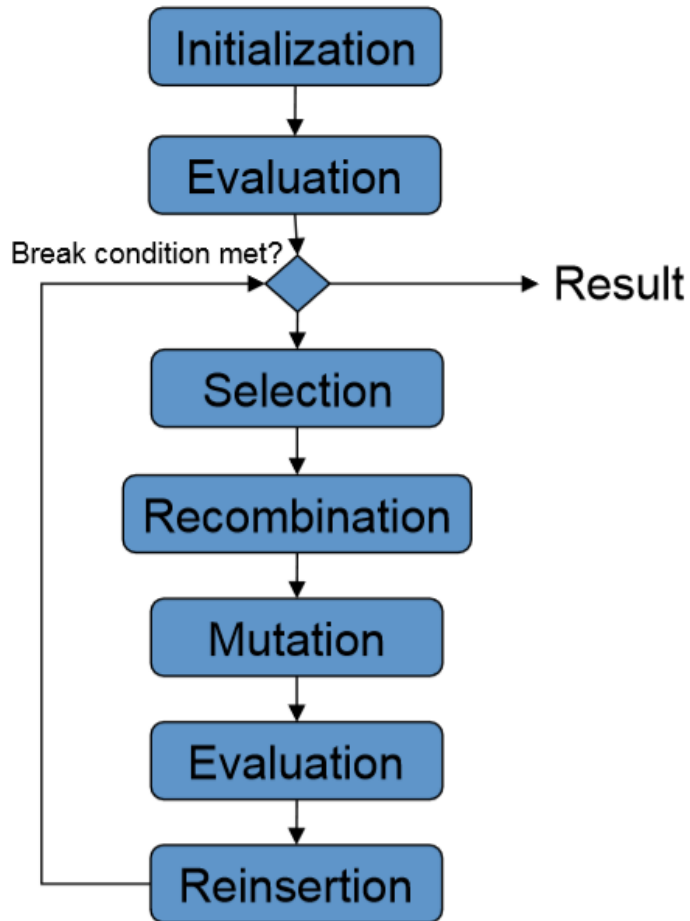 Initialization
Evaluation
Break condition met?
Result
Selection
Recombination
Mutation
Evaluation
Reinsertion